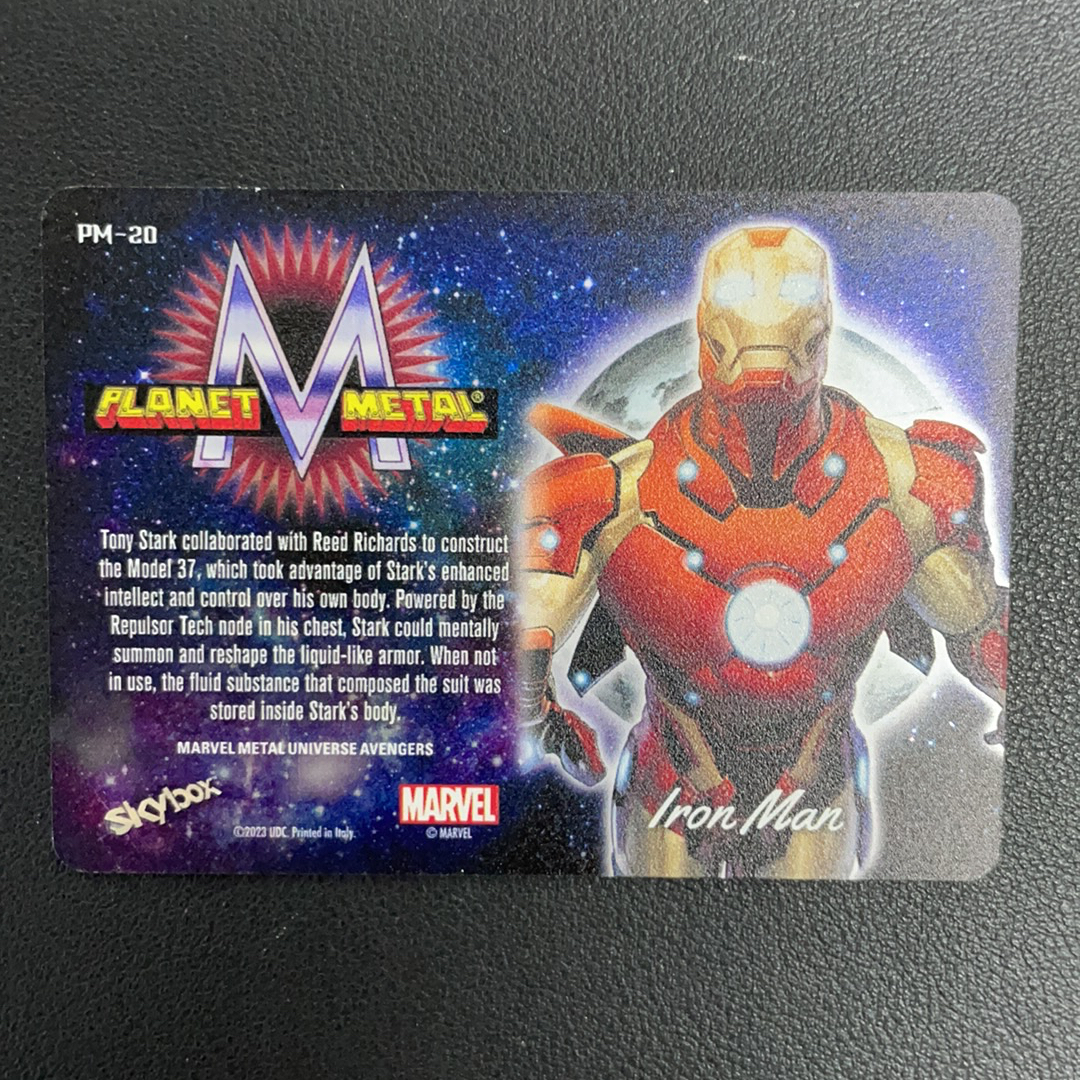 PM-20
M
PLANET METAL®
Tony Stark collaborated with Reed Richards to construct
the Model 37, which took advantage of Stark's enhanced
intellect and control over his own body. Powered by the
Repulsor Tech node in his chest, Stark could mentally
summon and reshape the liquid-like armor. When not
in use, the fluid substance that composed the suit was
stored inside Stark's body.
MARVEL METAL UNIVERSE AVENGERS
skybox
©2023 UDC. Printed in Italy.
MARVEL
© MARVEL
Iron Man